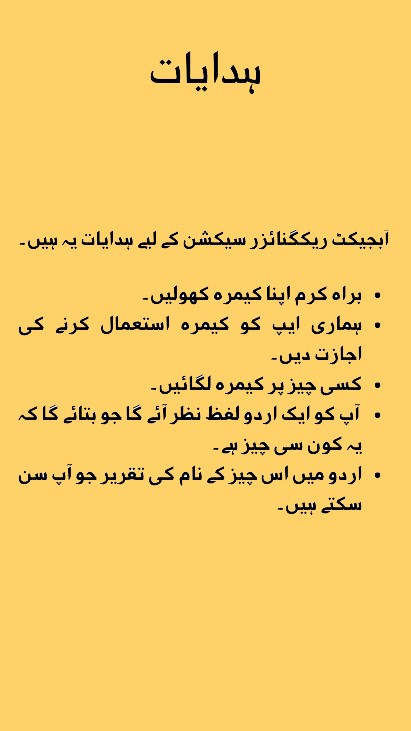 ہدایات
آبجیکٹ ریکگنائزر سیکشن کے لیے ہدایات یہ ہیں۔
• براہ کرم اپنا کیمرہ کھولیں۔
• ہماری ایپ کو کیمرہ استعمال کرنے کی
اجازت دیں۔
• کسی چیز پر کیمرہ لگائیں۔
• آپ کو ایک اردو لفظ نظر آئے گا جو بتائے گا کہ
یہ کون سی چیز ہے۔
• اردو میں اس چیز کے نام کی تقریر جو آپ سن
سکتے ہیں۔